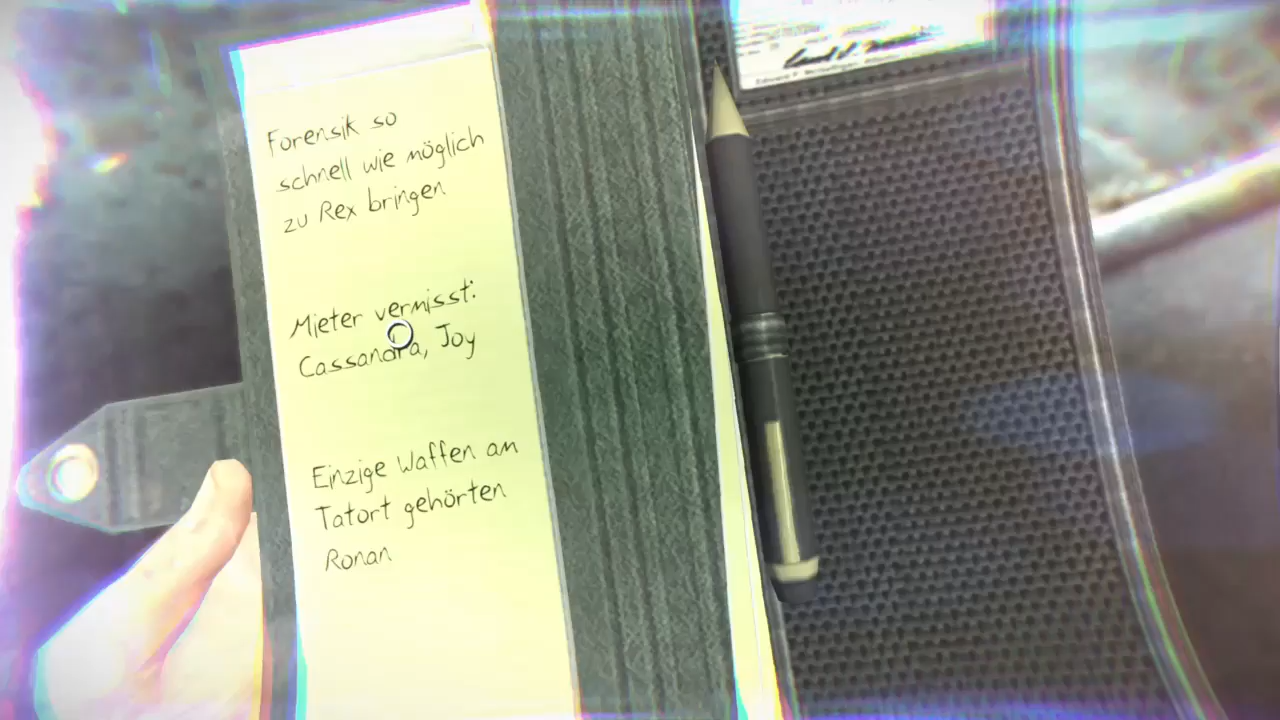 Forensik so
schnell wie möglich
zu Rex bringen
Mieter vermisst:
Cassandra, Joy
Einzige Waffen am
Tatort gehörten
Ronan